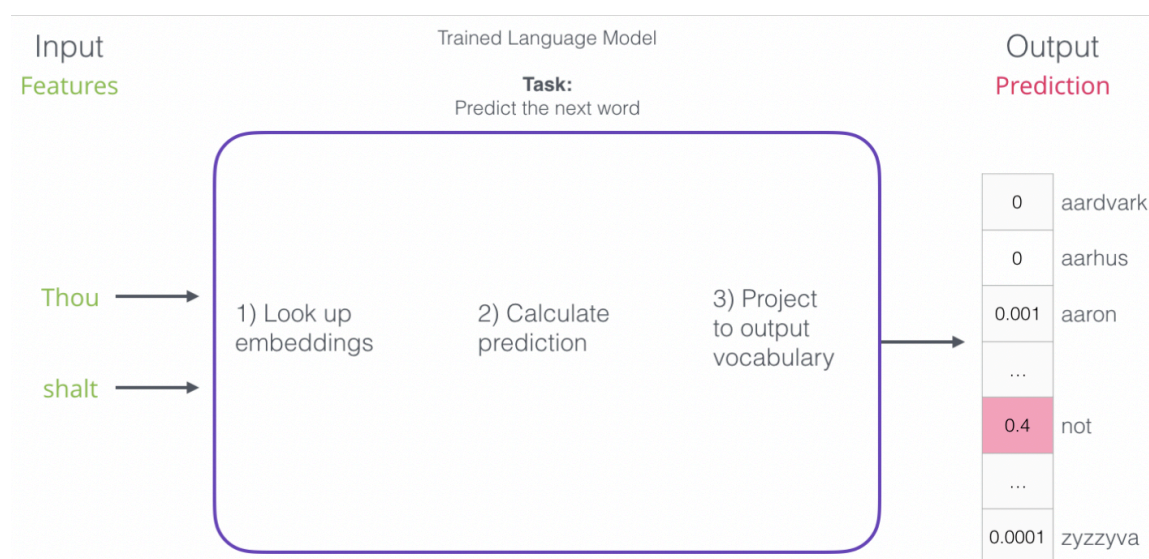 Input
Features
Trained Language Model
Task:
Predict the next word
Output
Prediction
Thou
shalt
1) Look up
embeddings
2) Calculate
prediction
3) Project
to output
vocabulary
0 aardvark
0 aarhus
0.001 aaron
...
0.4 not
...
0.0001 zyzzyva